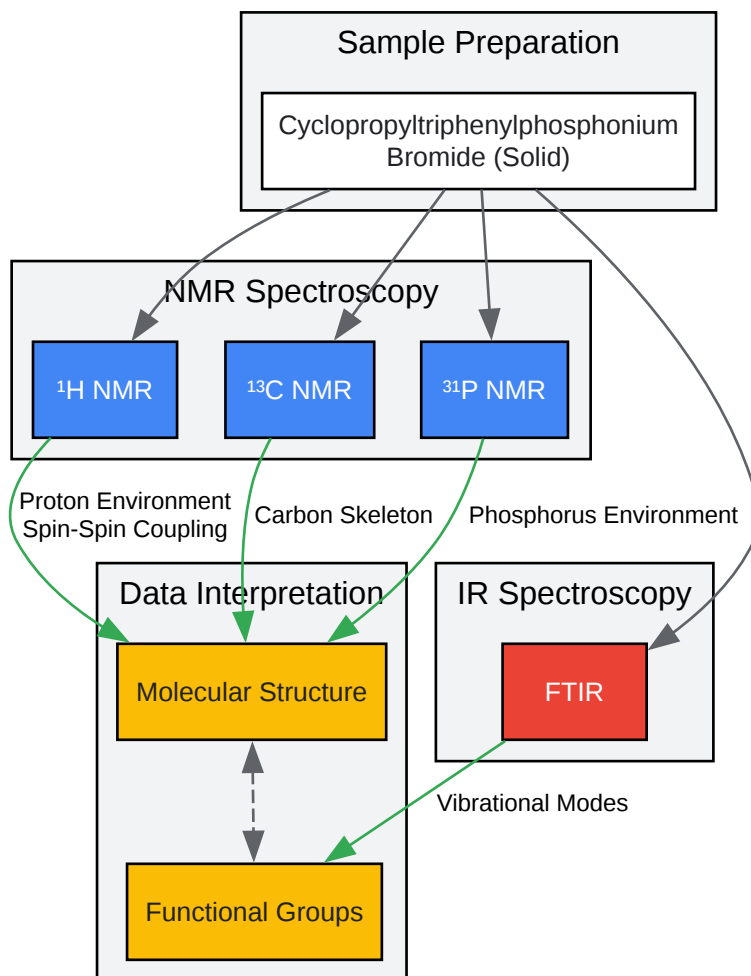 Sample Preparation
Cyclopropyltriphenylphosphonium
Bromide (Solid)
NMR Spectroscopy
¹H NMR
¹³C NMR
³¹P NMR
Proton Environment
Spin-Spin Coupling
Carbon Skeleton
Phosphorus Environment
Data Interpretation
IR Spectroscopy
Molecular Structure
FTIR
Vibrational Modes
Functional Groups